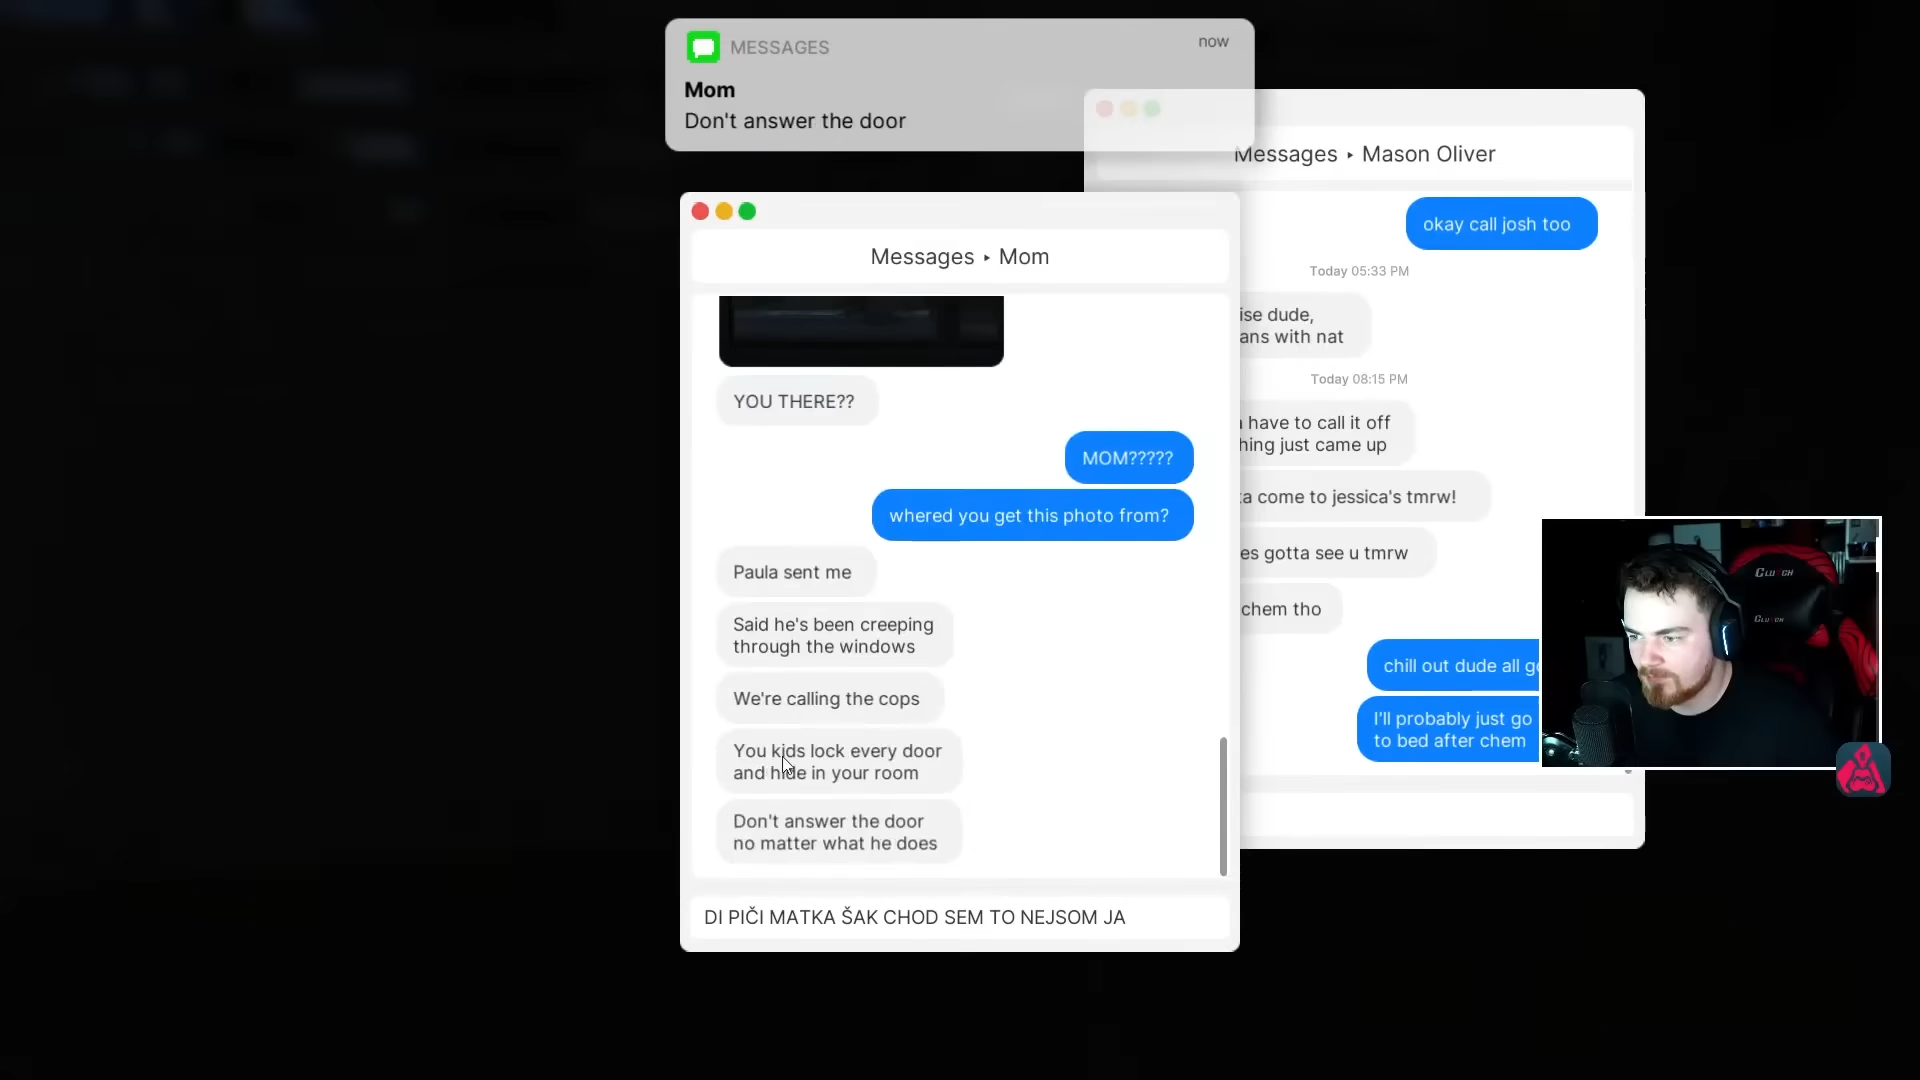 MESSAGES
now
Mom
Don't answer the door
Messages ‣ Mason Oliver
okay call josh too
Today 05:33 PM
ise dude,
ans with nat
Today 08:15 PM
have to call it off
hing just came up
ta come to jessica's tmrw!
es gotta see u tmrw
chem tho
chill out dude all
I'll probably just go
to bed after chem
Messages ‣ Mom
YOU THERE??
MOM?????
whered you get this photo from?
Paula sent me
Said he's been creeping
through the windows
We're calling the cops
You kids lock every door
and hide in your room
Don't answer the door
no matter what he does
DI PIČI MATKA ŠAK CHOD SEM TO NEJSOM JA
CLUTCH
CLUTCH